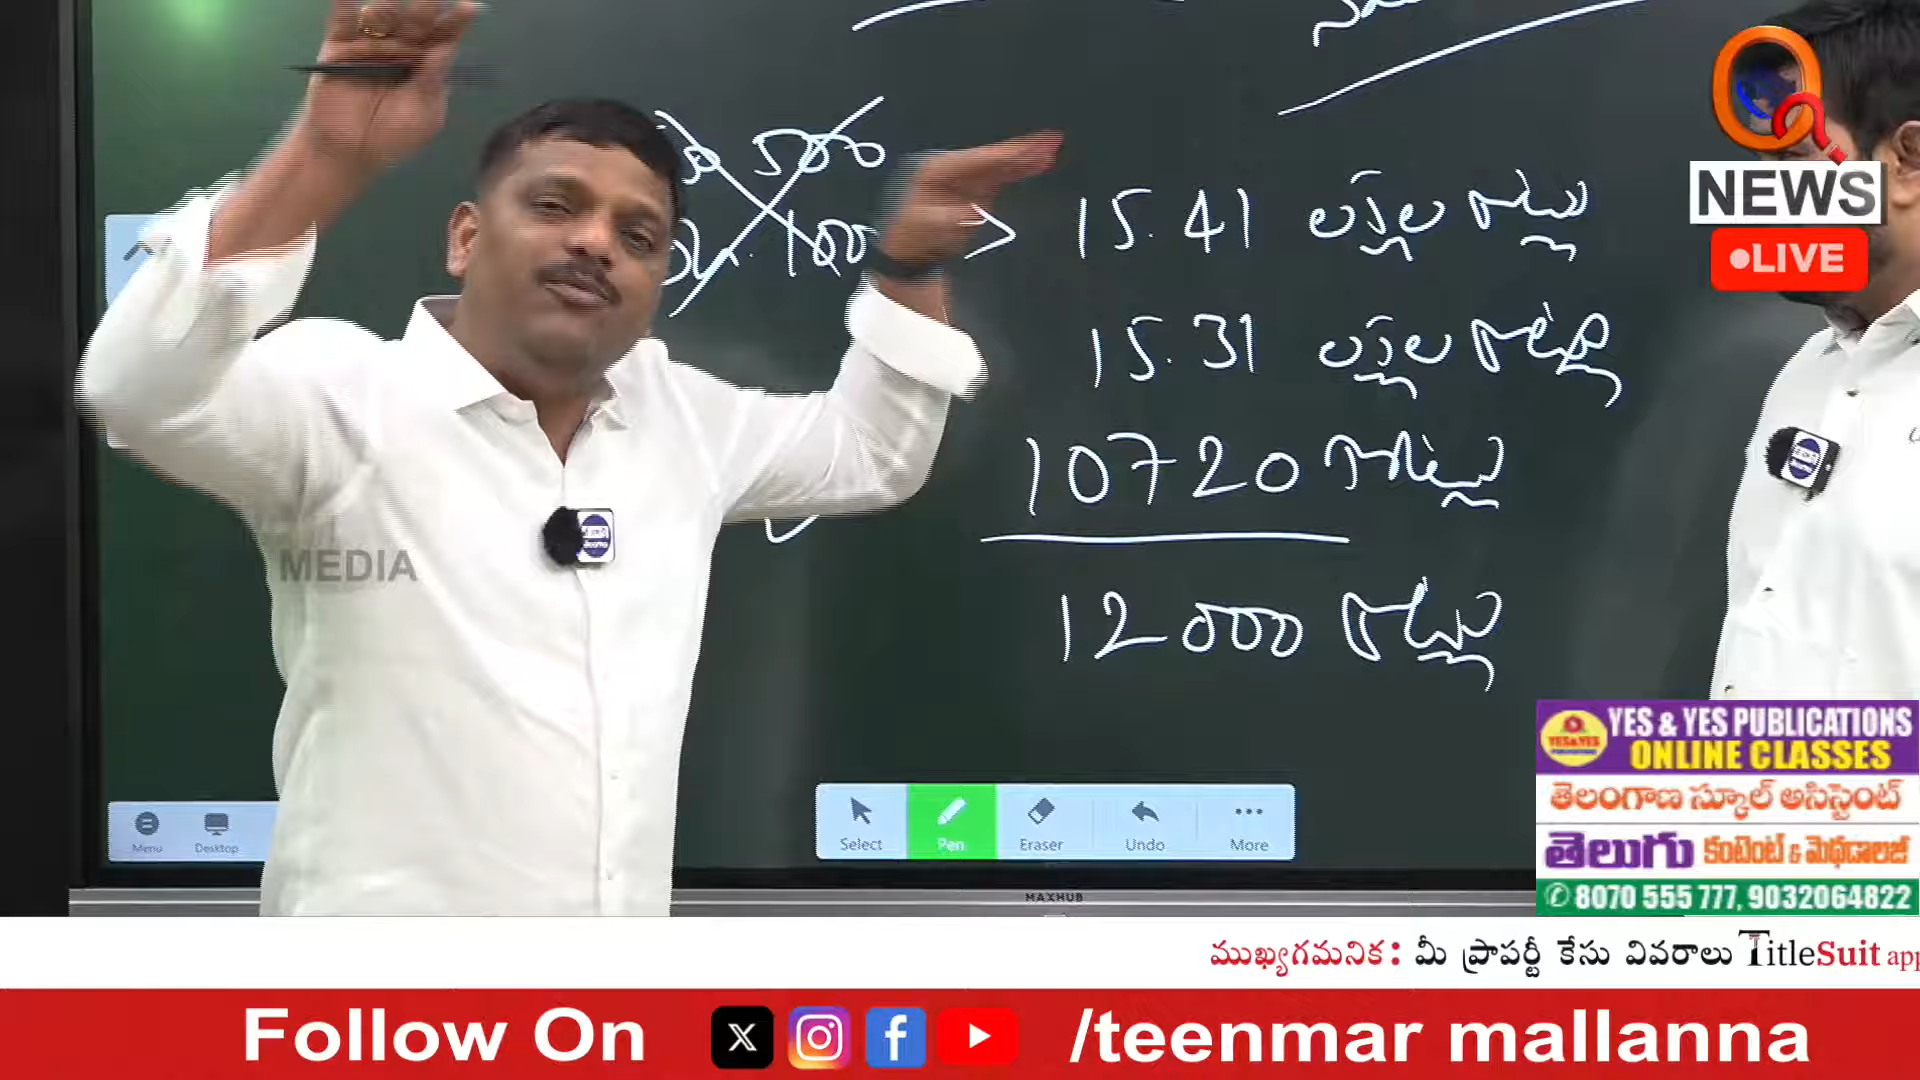 500
100
> 15.41 లక్షల కోట్లు
15.31 లక్షల కోట్లు
10720 కోట్లు
12000 కోట్లు
Q
NEWS
LIVE
MEDIA
Menu
Desktop
Select
Pen
Eraser
Undo
More
MAXHUB
YES & YES PUBLICATIONS
ONLINE CLASSES
తెలంగాణ స్కూల్ అసిస్టెంట్
తెలుగు కంటెంట్ & మెథడాలజీ
8070 555 777, 9032064822
ముఖ్యగమనిక: మీ ప్రాపర్టీ కేసు వివరాలు TitleSuit app
Follow On /teenmar mallanna